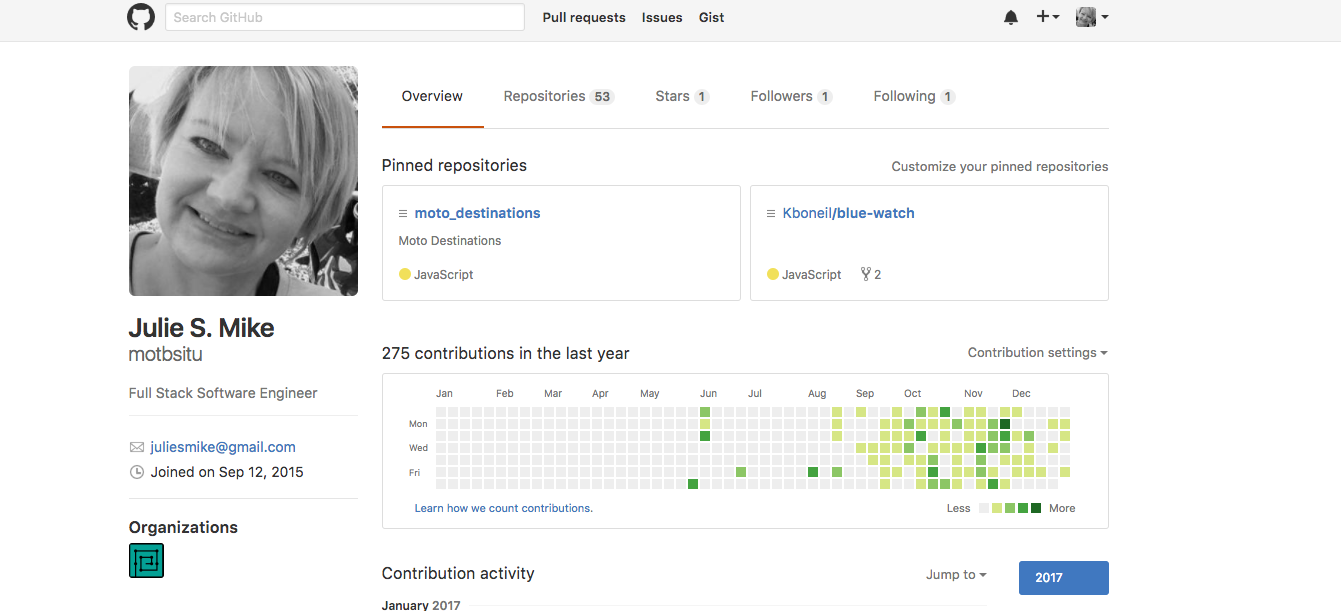 Search GitHub Pull requests Issues Gist
Overview Repositories 53 Stars 1 Followers 1 Following 1
Pinned repositories Customize your pinned repositories
moto_destinations Kboneil/blue-watch
Moto Destinations
JavaScript JavaScript 2
Julie S. Mike
motbsitu
Full Stack Software Engineer
juliesmike@gmail.com
Joined on Sep 12, 2015
Organizations
275 contributions in the last year Contribution settings
Jan Feb Mar Apr May Jun Jul Aug Sep Oct Nov Dec
Mon
Wed
Fri
Learn how we count contributions. Less More
Contribution activity Jump to 2017
January 2017